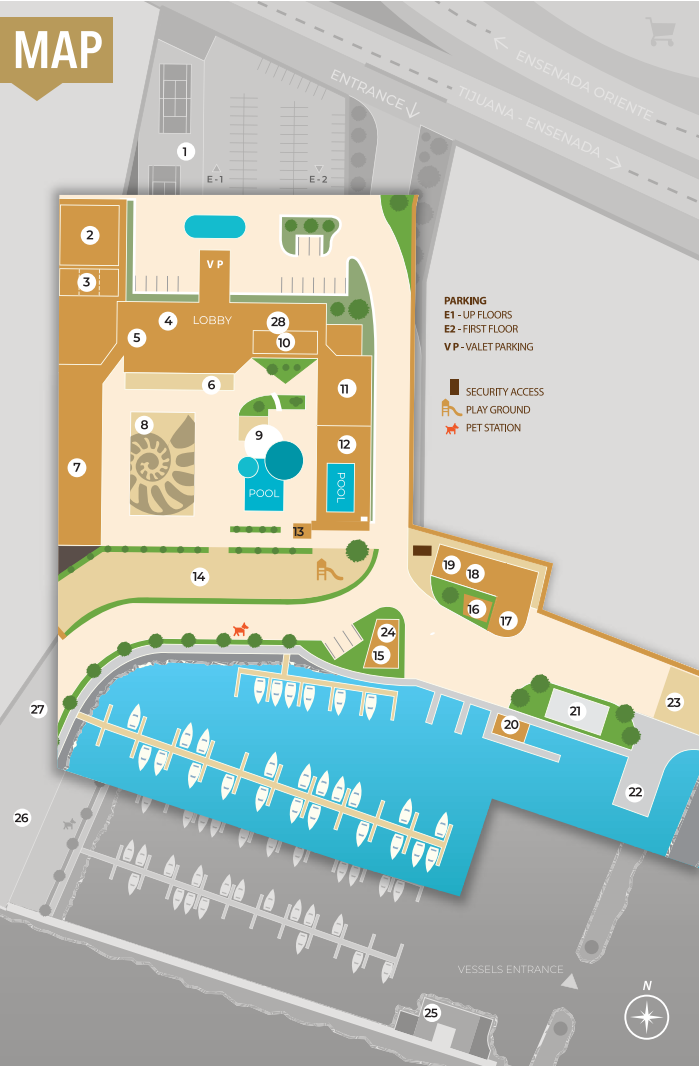 MAP
ENSENADA ORIENTE
ENTRANCE
TIJUANA - ENSENADA
1
E-1
E-2
2
3
V P
4
LOBBY
28
5
10
6
11
8
9
12
7
POOL
POOL
13
14
PARKING
E1 - UP FLOORS
E2 - FIRST FLOOR
V P - VALET PARKING
SECURITY ACCESS
PLAY GROUND
PET STATION
19
18
16
17
24
15
23
27
21
20
22
26
VESSELS ENTRANCE
N
25